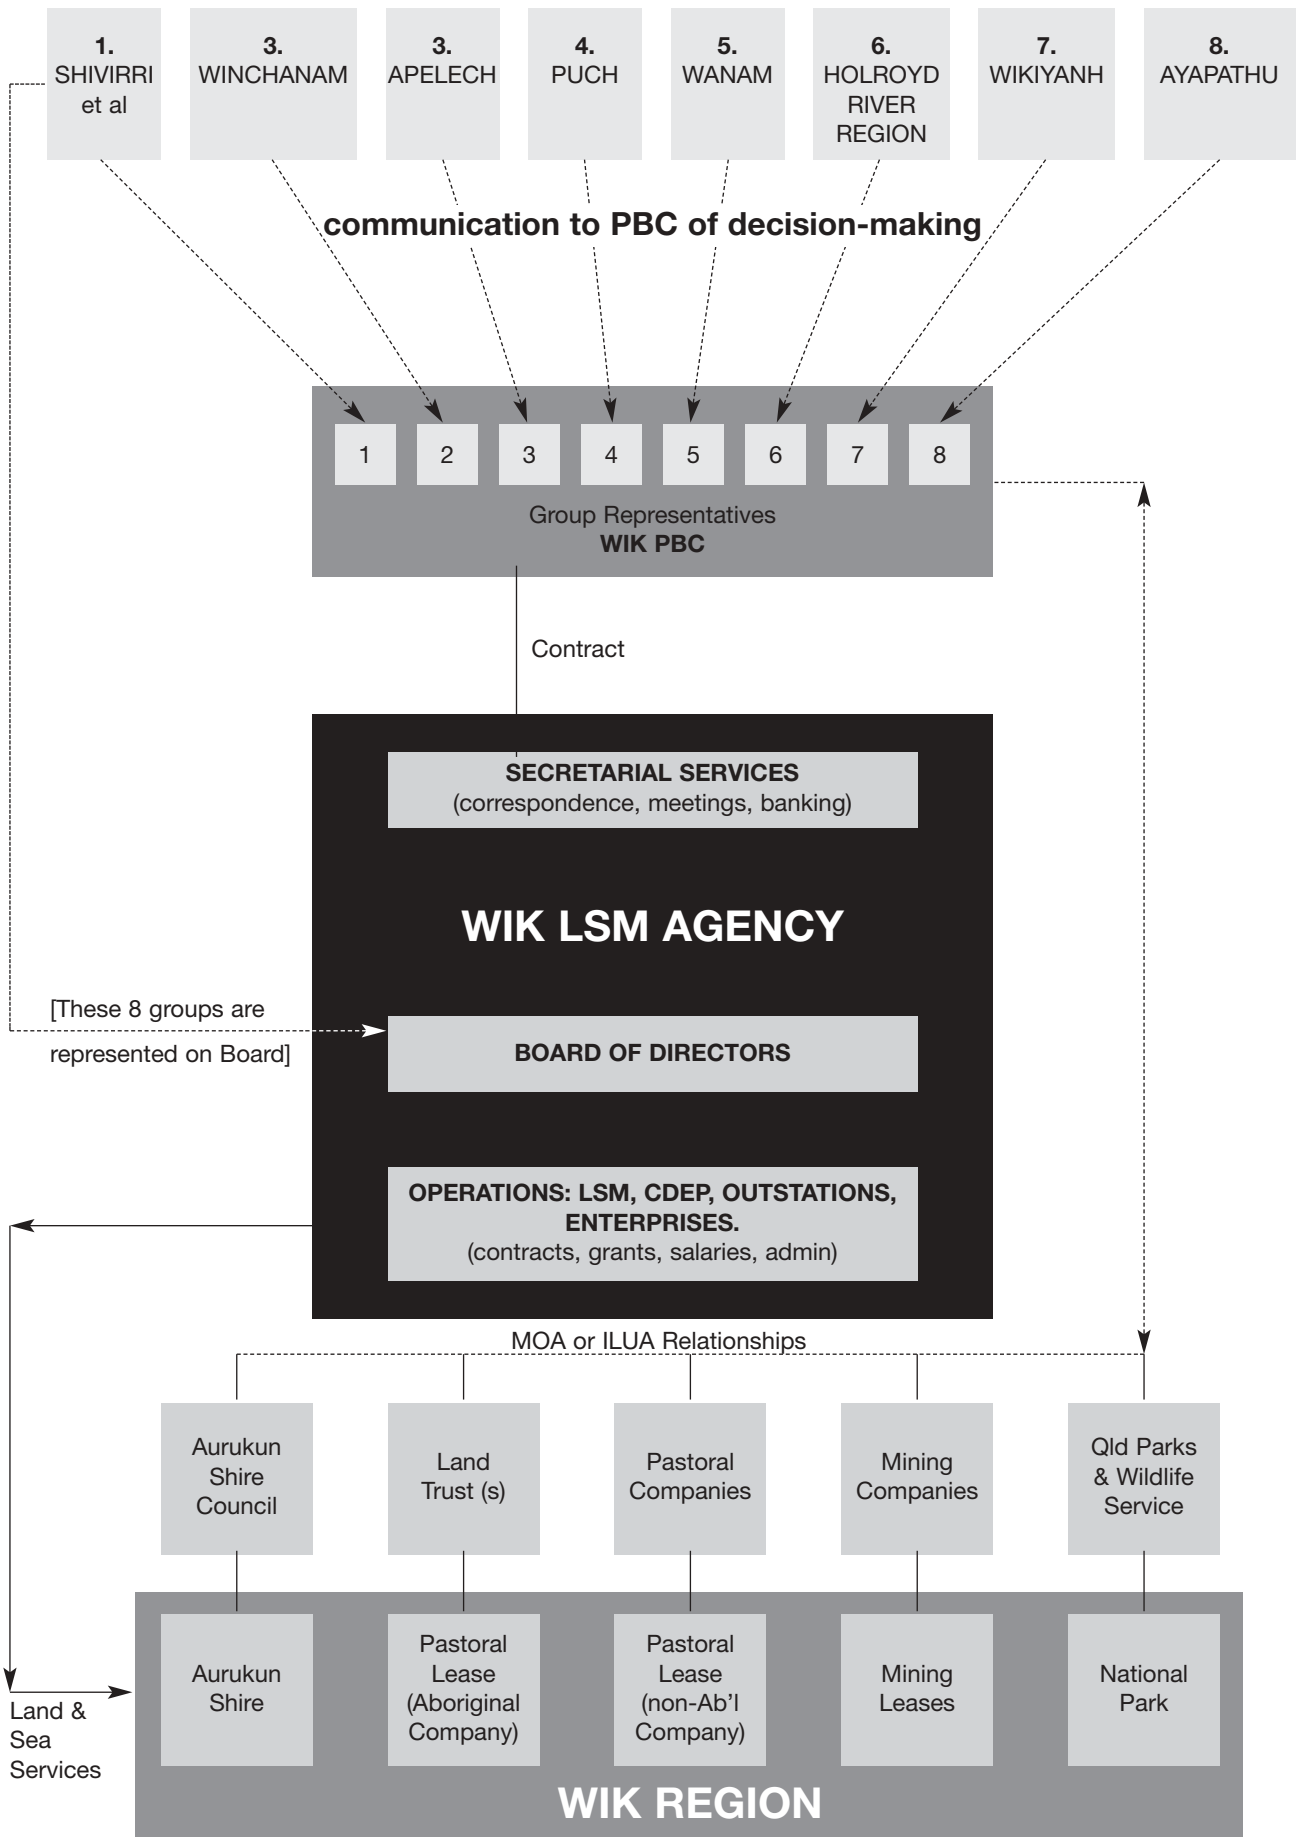 1.
SHIVIRRI
et al
3.
WINCHANAM
3.
APELECH
4.
PUCH
5.
WANAM
6.
HOLROYD
RIVER
REGION
7.
WIKIYANH
8.
AYAPATHU
communication to PBC of decision-making
1 2 3 4 5 6 7 8
Group Representatives
WIK PBC
Contract
SECRETARIAL SERVICES
(correspondence, meetings, banking)
WIK LSM AGENCY
[These 8 groups are
represented on Board]
BOARD OF DIRECTORS
OPERATIONS: LSM, CDEP, OUTSTATIONS,
ENTERPRISES.
(contracts, grants, salaries, admin)
MOA or ILUA Relationships
Aurukun
Shire
Council
Land
Trust (s)
Pastoral
Companies
Mining
Companies
Qld Parks
& Wildlife
Service
Aurukun
Shire
Pastoral
Lease
(Aboriginal
Company)
Pastoral
Lease
(non-Ab’l
Company)
Mining
Leases
National
Park
Land &
Sea
Services
WIK REGION